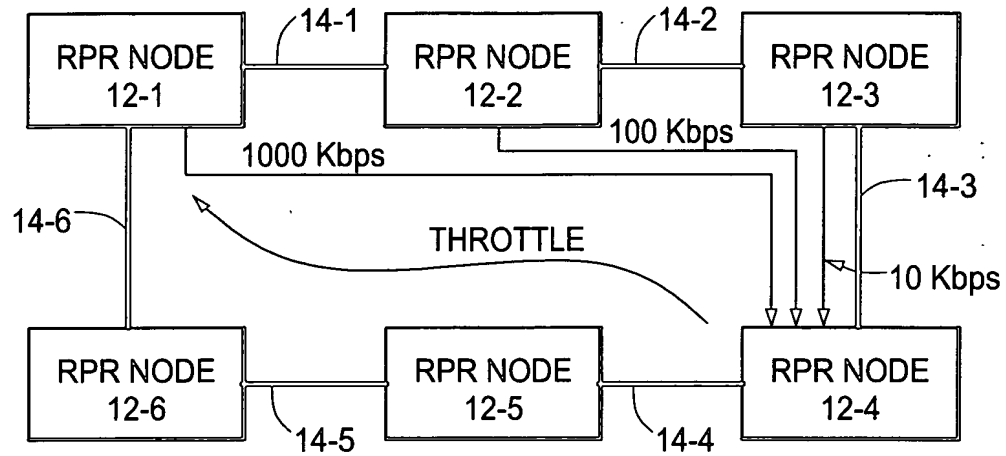 14-1
14-2
RPR NODE
12-1
RPR NODE
12-2
RPR NODE
12-3
1000 Kbps
100 Kbps
14-3
14-6
THROTTLE
10 Kbps
RPR NODE
12-6
RPR NODE
12-5
RPR NODE
12-4
14-5
14-4